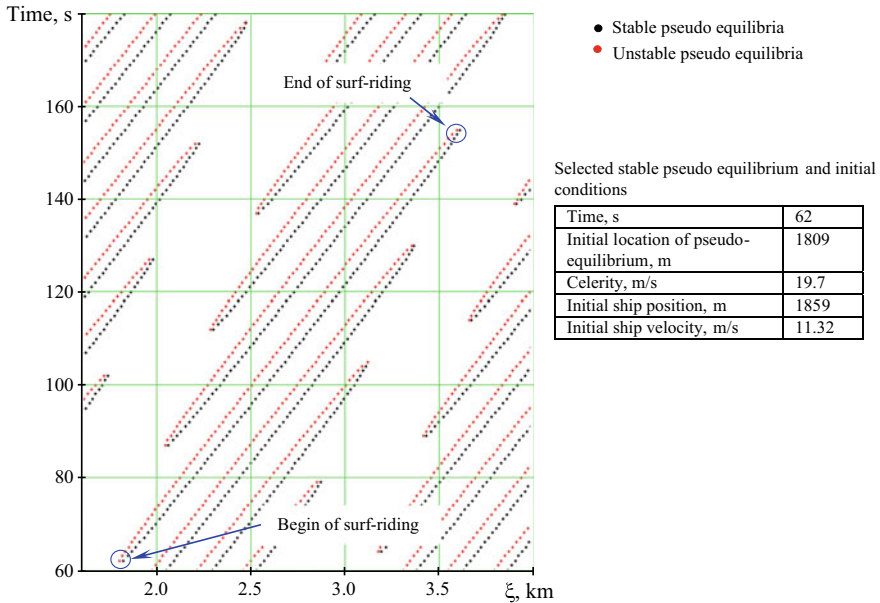 Time, s
160
140
120
100
80
60
2.0
2.5
3.0
3.5
ξ, km
End of surf-riding
Begin of surf-riding
Stable pseudo equilibria
Unstable pseudo equilibria
Selected stable pseudo equilibrium and initial
conditions
Time, s 62
Initial location of pseudo-
equilibrium, m 1809
Celerity, m/s 19.7
Initial ship position, m 1859
Initial ship velocity, m/s 11.32